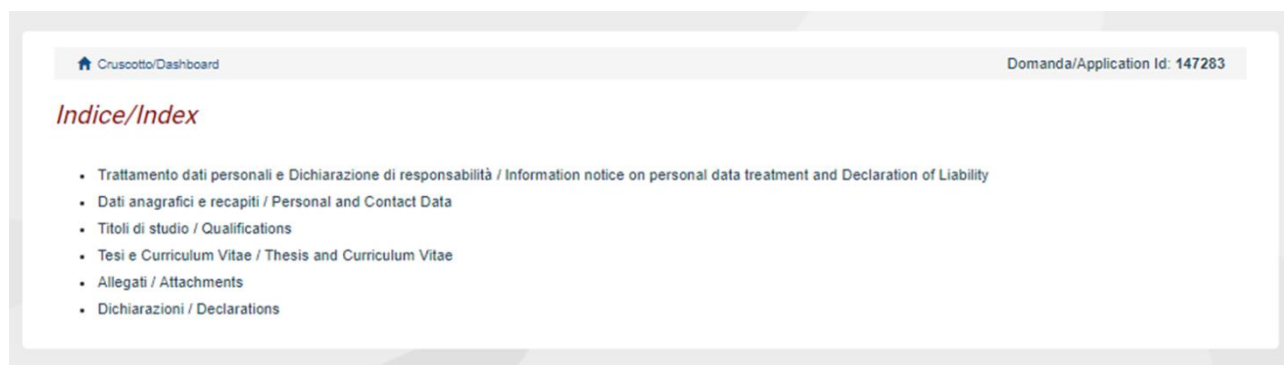 Cruscotto/Dashboard
Domanda/Application Id: 147283
Indice/Index
Trattamento dati personali e Dichiarazione di responsabilità / Information notice on personal data treatment and Declaration of Liability
Dati anagrafici e recapiti / Personal and Contact Data
Titoli di studio / Qualifications
Tesi e Curriculum Vitae / Thesis and Curriculum Vitae
Allegati / Attachments
Dichiarazioni / Declarations